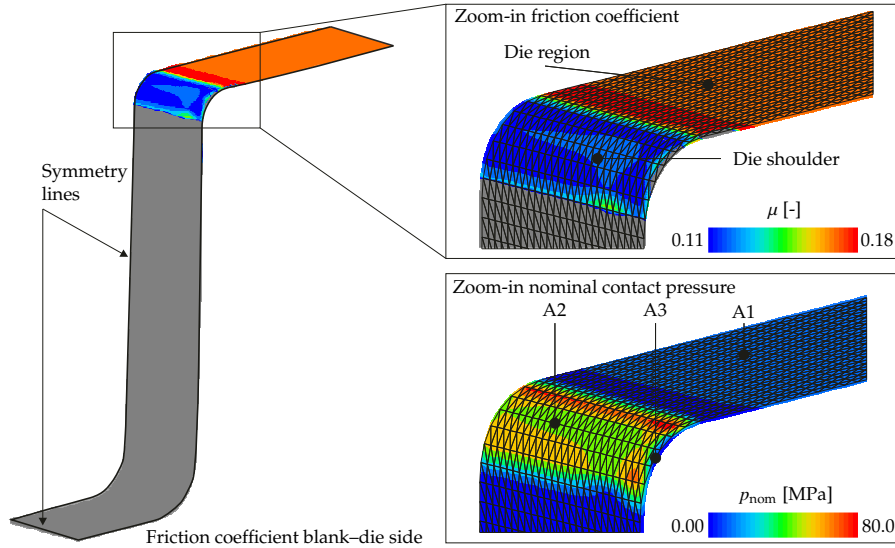 Zoom-in friction coefficient
Die region
Die shoulder
μ [-]
0.11
0.18
Symmetry
lines
Zoom-in nominal contact pressure
A2
A3
A1
p_nom [MPa]
0.00
80.0
Friction coefficient blank–die side